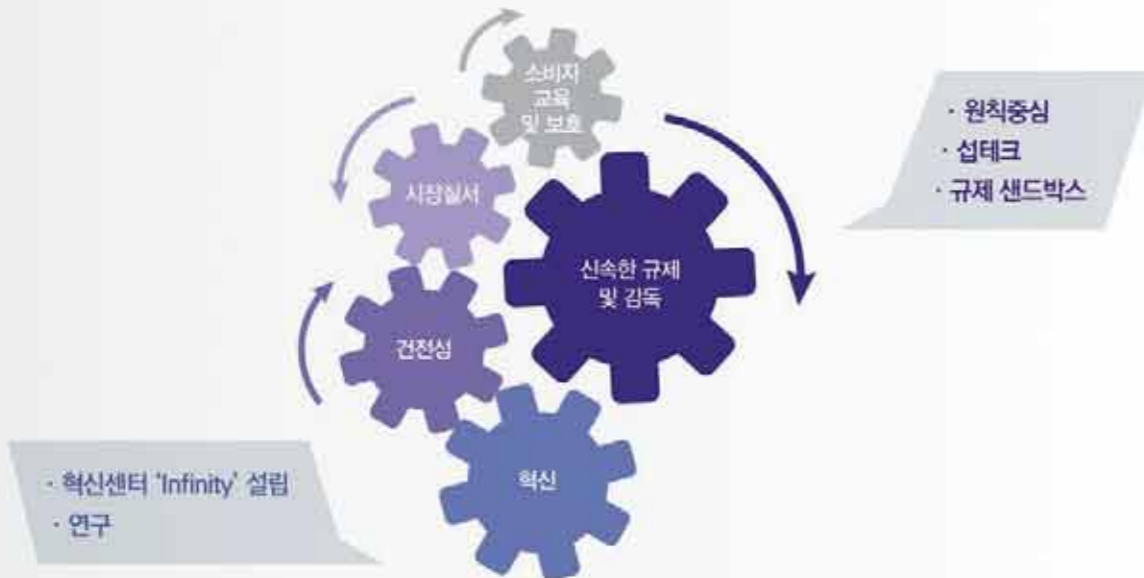 소비자
교육
및 보호
· 원칙중심
· 섭테크
· 규제 샌드박스
시장질서
신속한 규제
및 감독
건전성
혁신
· 혁신센터 'Infinity' 설립
· 연구